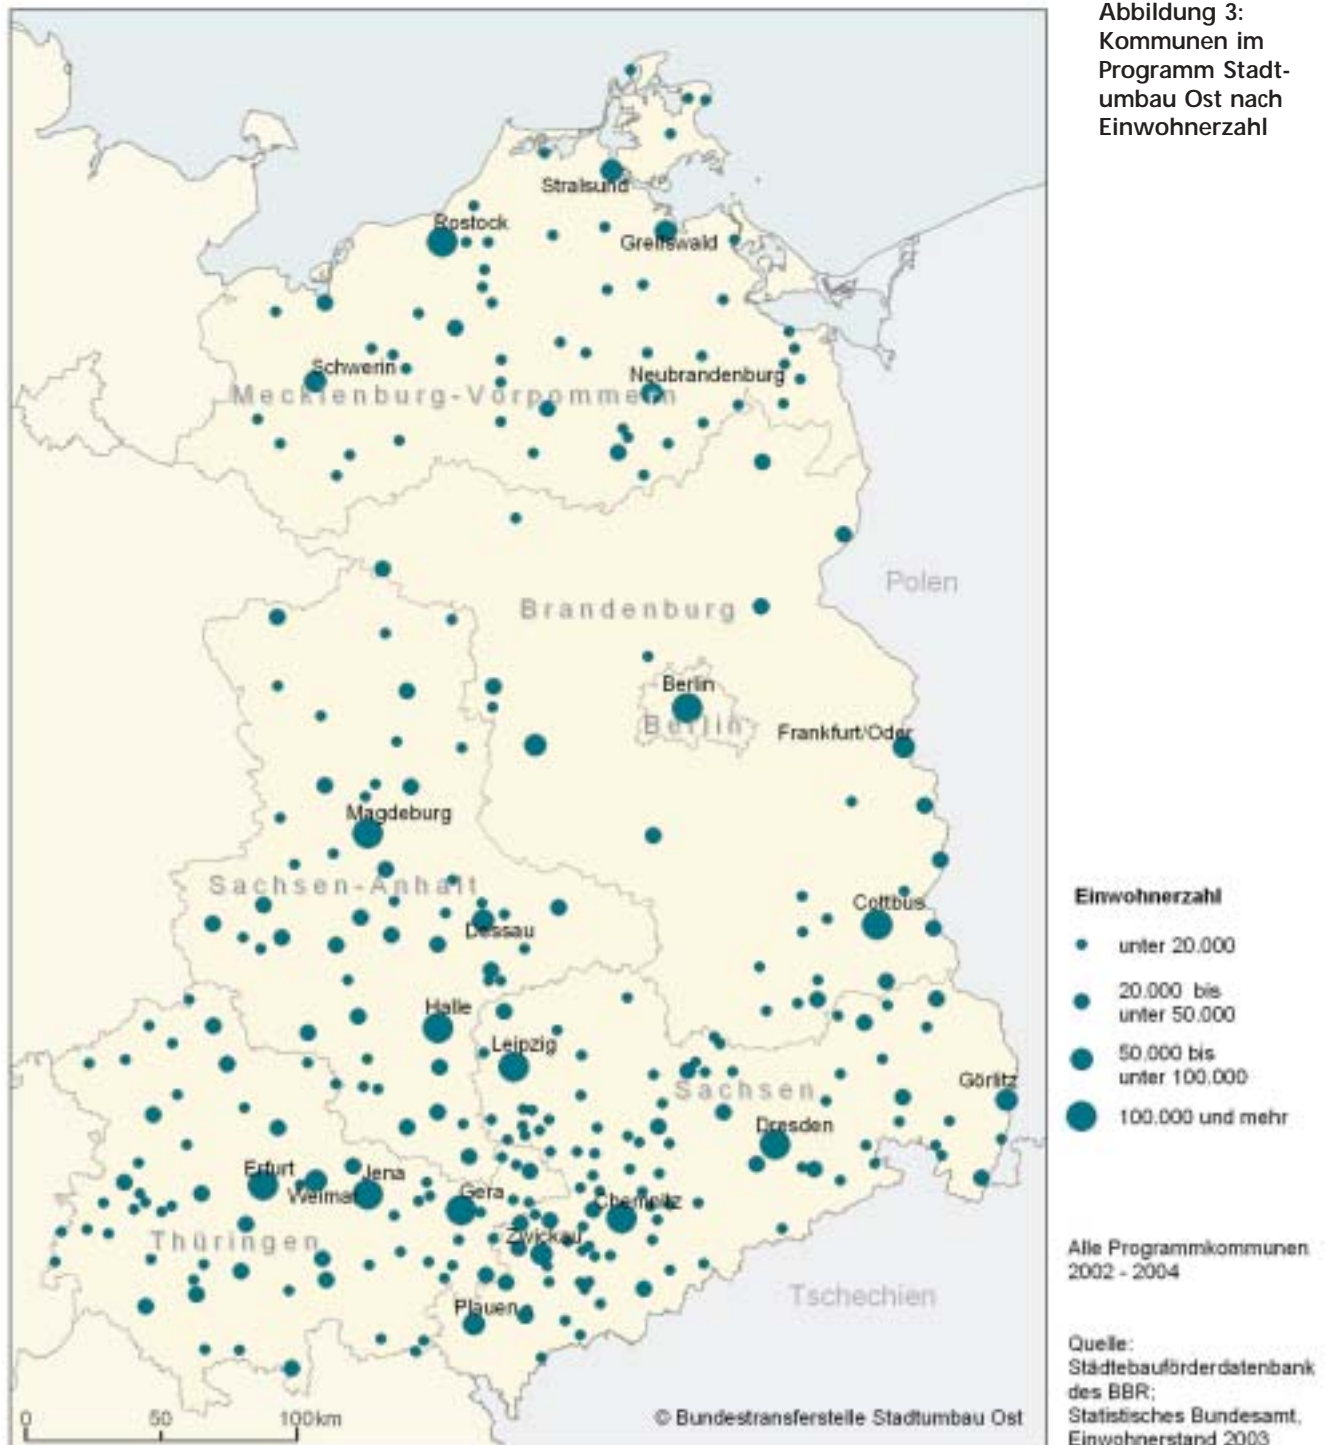 Abbildung 3:
Kommunen im
Programm Stadt-
umbau Ost nach
Einwohnerzahl
Stralsund
Rostock
Greifswald
Schwerin
Neubrandenburg
Mecklenburg-Vorpommern
Polen
Brandenburg
Berlin
Berlin
Frankfurt/Oder
Magdeburg
Sachsen-Anhalt
Cottbus
Dessau
Halle
Leipzig
Sachsen
Görlitz
Dresden
Erfurt
Jena
Weimar
Gera
Chemnitz
Zwickau
Thüringen
Plauen
Tschechien
Einwohnerzahl
unter 20.000
20.000 bis
unter 50.000
50.000 bis
unter 100.000
100.000 und mehr
Alle Programmkommunen
2002 - 2004
Quelle:
Städtebauförderdatenbank
des BBR;
Statistisches Bundesamt,
Einwohnerstand 2003
0 50 100km
© Bundestransferstelle Stadtumbau Ost